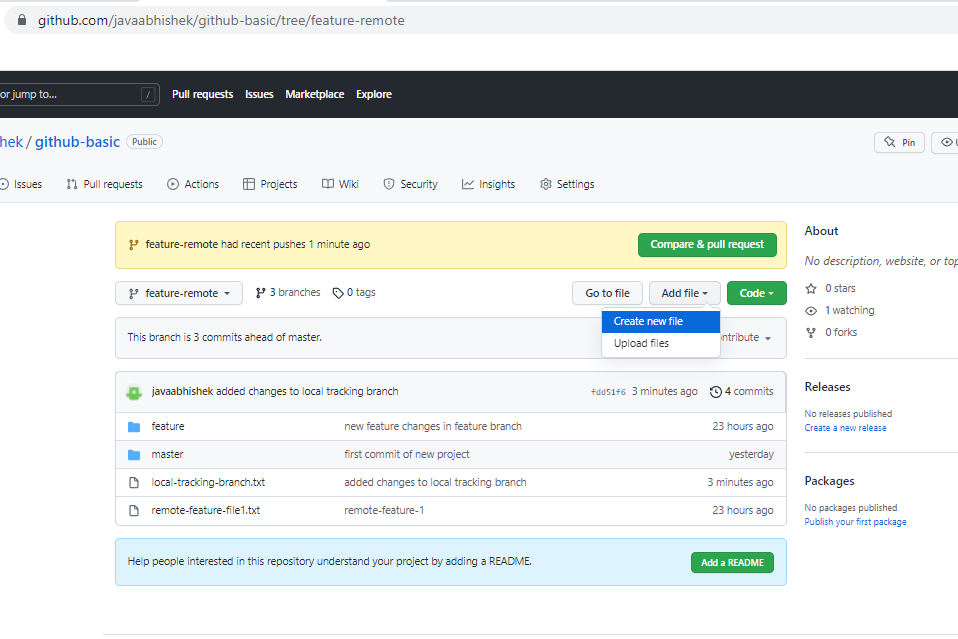 github.com/javaabhishek/github-basic/tree/feature-remote
or jump to... / Pull requests Issues Marketplace Explore
hek / github-basic Public Pin
Issues Pull requests Actions Projects Wiki Security Insights Settings
feature-remote had recent pushes 1 minute ago Compare & pull request
feature-remote 3 branches 0 tags Go to file Add file Code
Create new file
Upload files
This branch is 3 commits ahead of master. ntribute
javaabhishek added changes to local tracking branch fdd51f6 3 minutes ago 4 commits
feature new feature changes in feature branch 23 hours ago
master first commit of new project yesterday
local-tracking-branch.txt added changes to local tracking branch 3 minutes ago
remote-feature-file1.txt remote-feature-1 23 hours ago
Help people interested in this repository understand your project by adding a README. Add a README
About
No description, website, or top
0 stars
1 watching
0 forks
Releases
No releases published
Create a new release
Packages
No packages published
Publish your first package